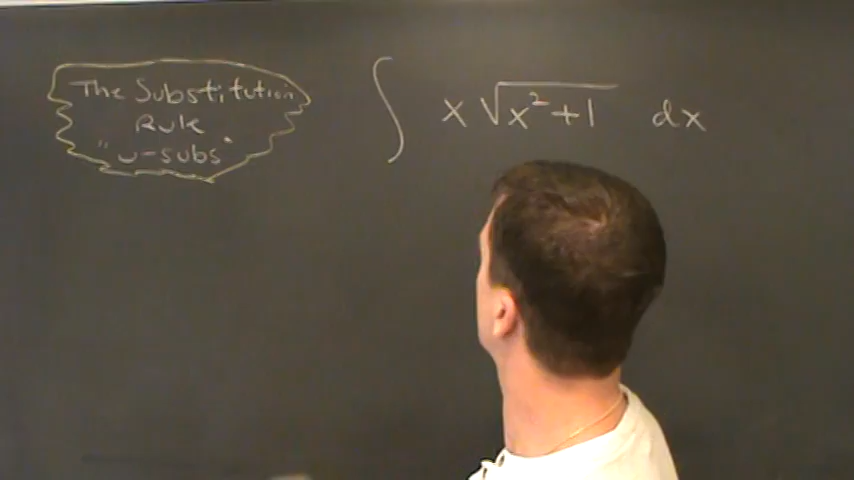 The Substitution
Rule
"u-subs"
∫ x √(x²+1) dx